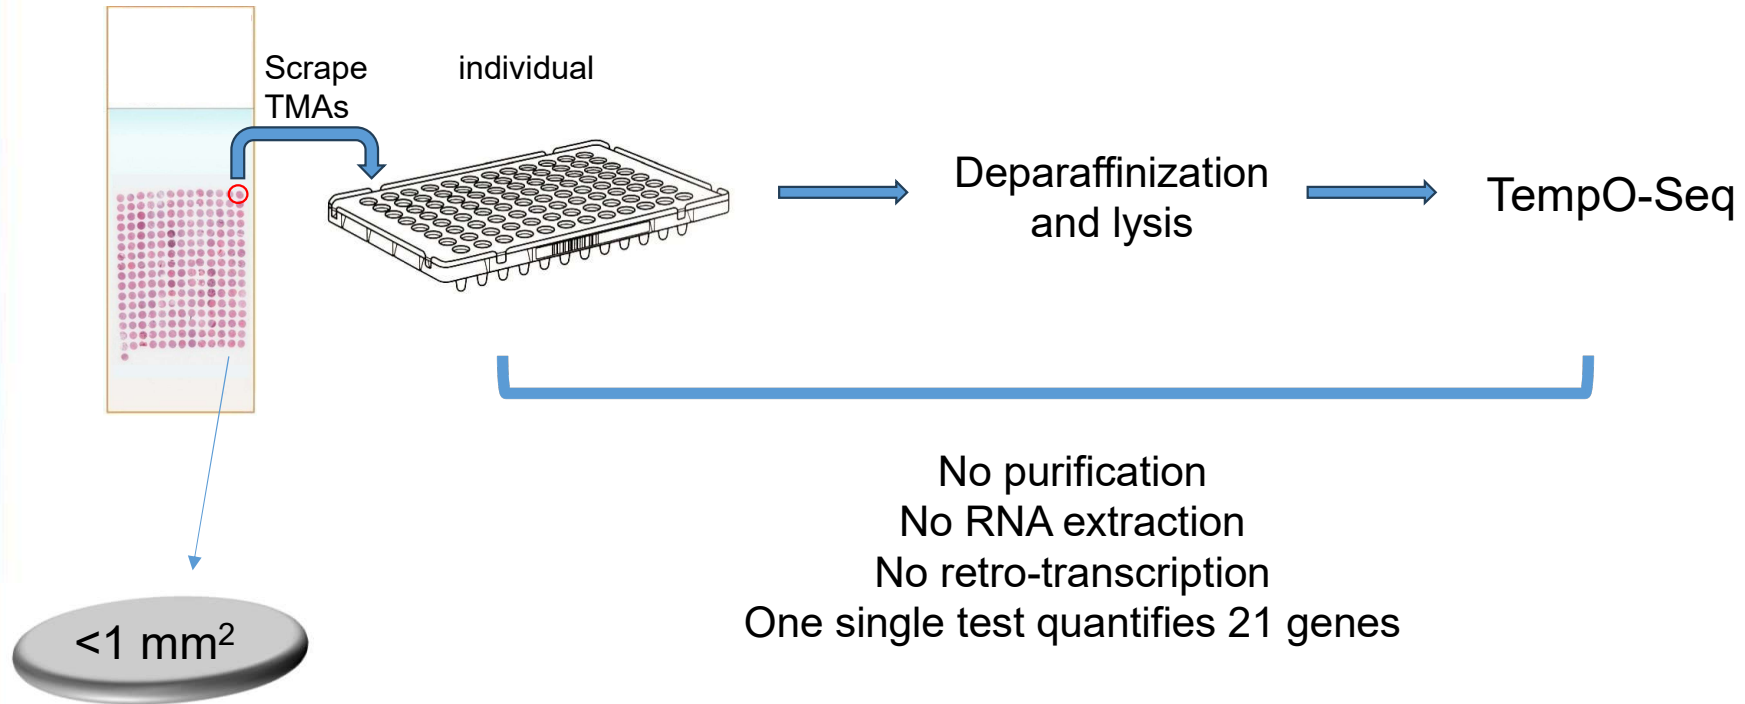 Scrape individual
TMAs
Deparaffinization
and lysis
TempO-Seq
No purification
No RNA extraction
No retro-transcription
One single test quantifies 21 genes
<1 mm²